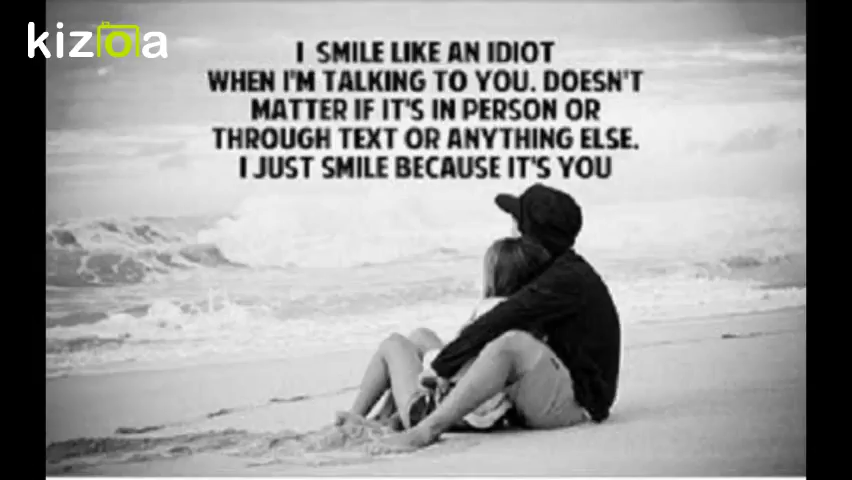 kizoa
I SMILE LIKE AN IDIOT
WHEN I'M TALKING TO YOU. DOESN'T
MATTER IF IT'S IN PERSON OR
THROUGH TEXT OR ANYTHING ELSE.
I JUST SMILE BECAUSE IT'S YOU